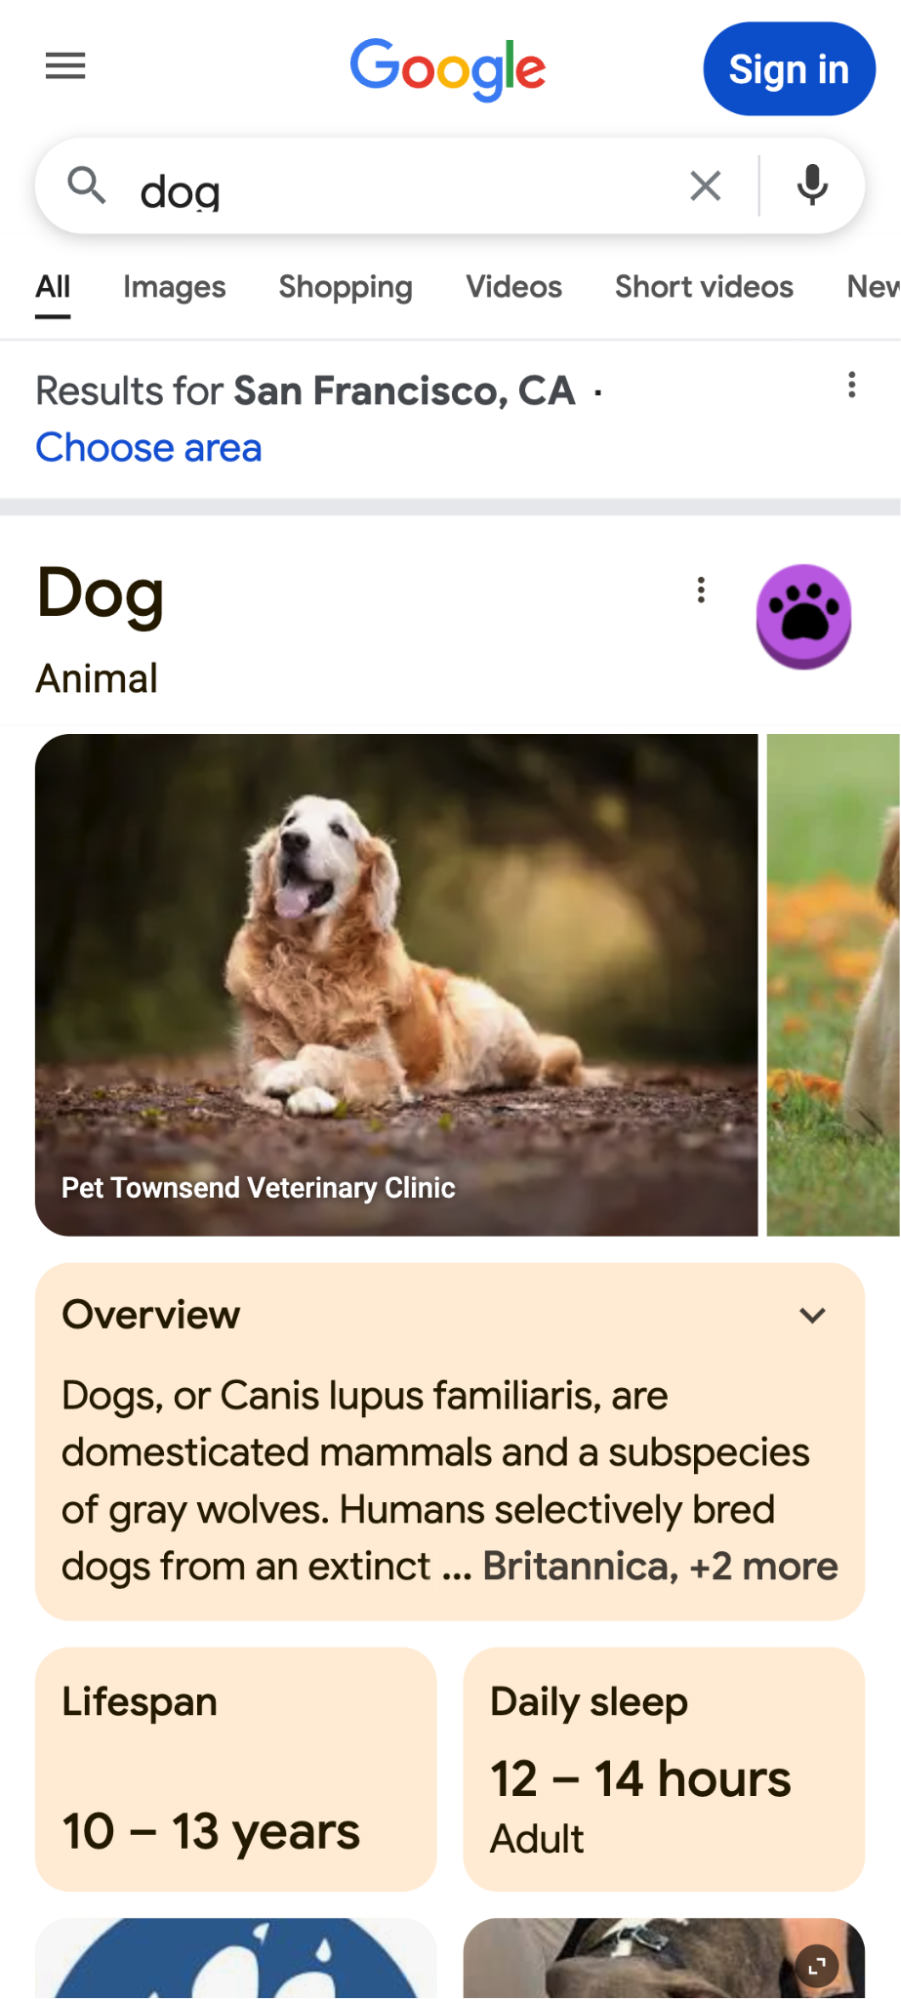 Google
Sign in
dog
All Images Shopping Videos Short videos
Results for San Francisco, CA ·
Choose area
Dog
Animal
Pet Townsend Veterinary Clinic
Overview
Dogs, or Canis lupus familiaris, are
domesticated mammals and a subspecies
of gray wolves. Humans selectively bred
dogs from an extinct ... Britannica, +2 more
Lifespan
10 – 13 years
Daily sleep
12 – 14 hours
Adult